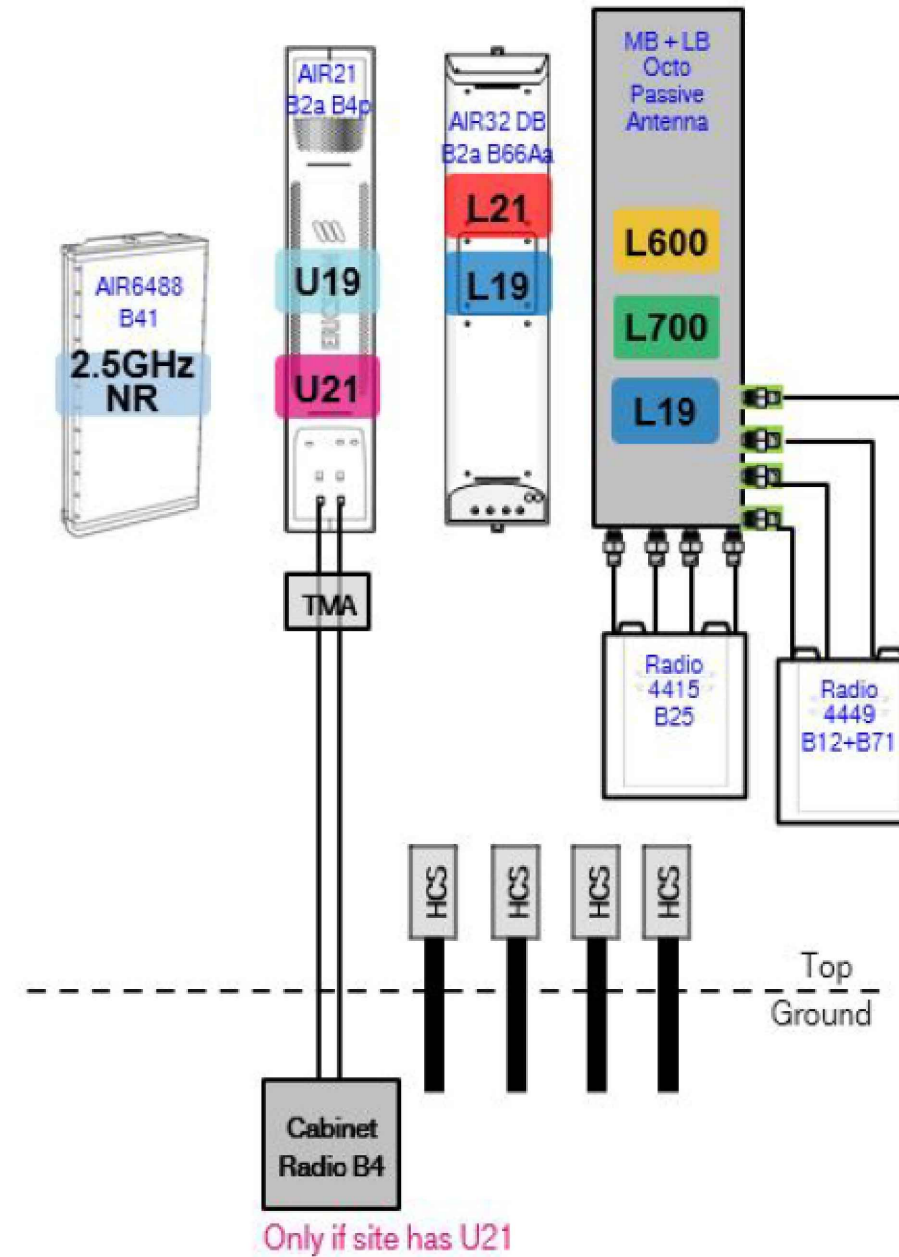 AIR6488
B41
2.5GHz
NR
AIR21
B2a B4p
U19
ERIC
U21
TMA
AIR32 DB
B2a B66Aa
L21
L19
MB + LB
Octo
Passive
Antenna
L600
L700
L19
Radio
4415
B25
Radio
4449
B12+B71
HCS
HCS
HCS
HCS
Top
Ground
Cabinet
Radio B4
Only if site has U21